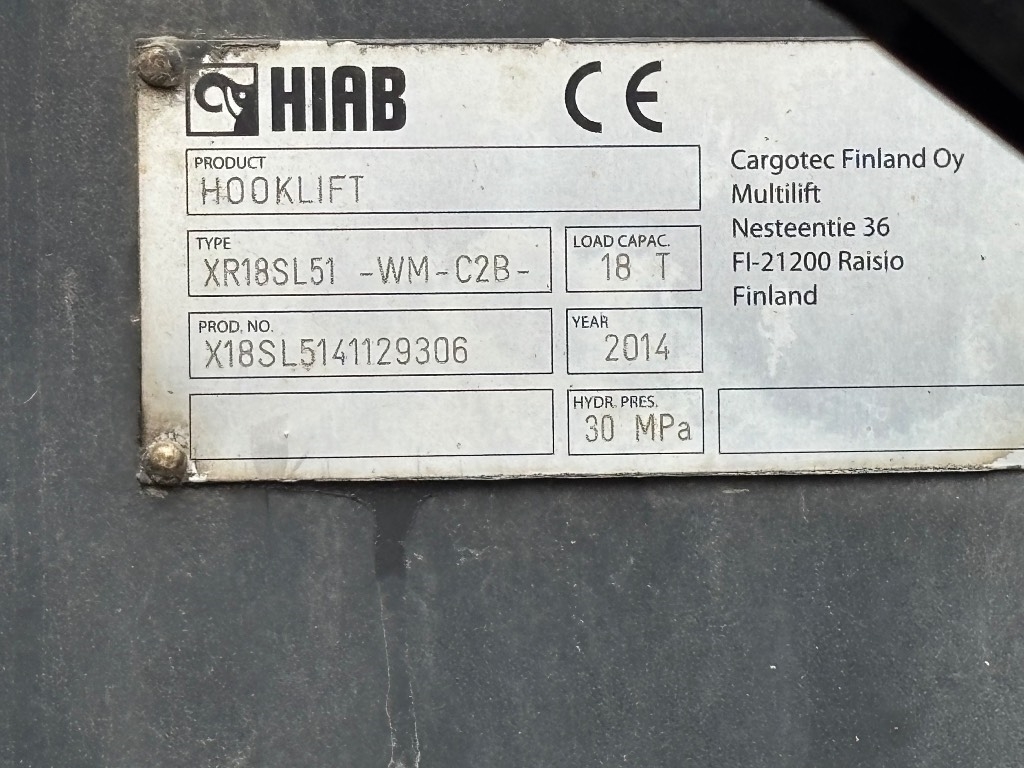 HIAB CE
PRODUCT
HOOKLIFT
TYPE
XR18SL51 -WM-C2B-
LOAD CAPAC.
18 T
PROD. NO.
X18SL5141129306
YEAR
2014
HYDR. PRES.
30 MPa
Cargotec Finland Oy
Multilift
Nesteentie 36
FI-21200 Raisio
Finland